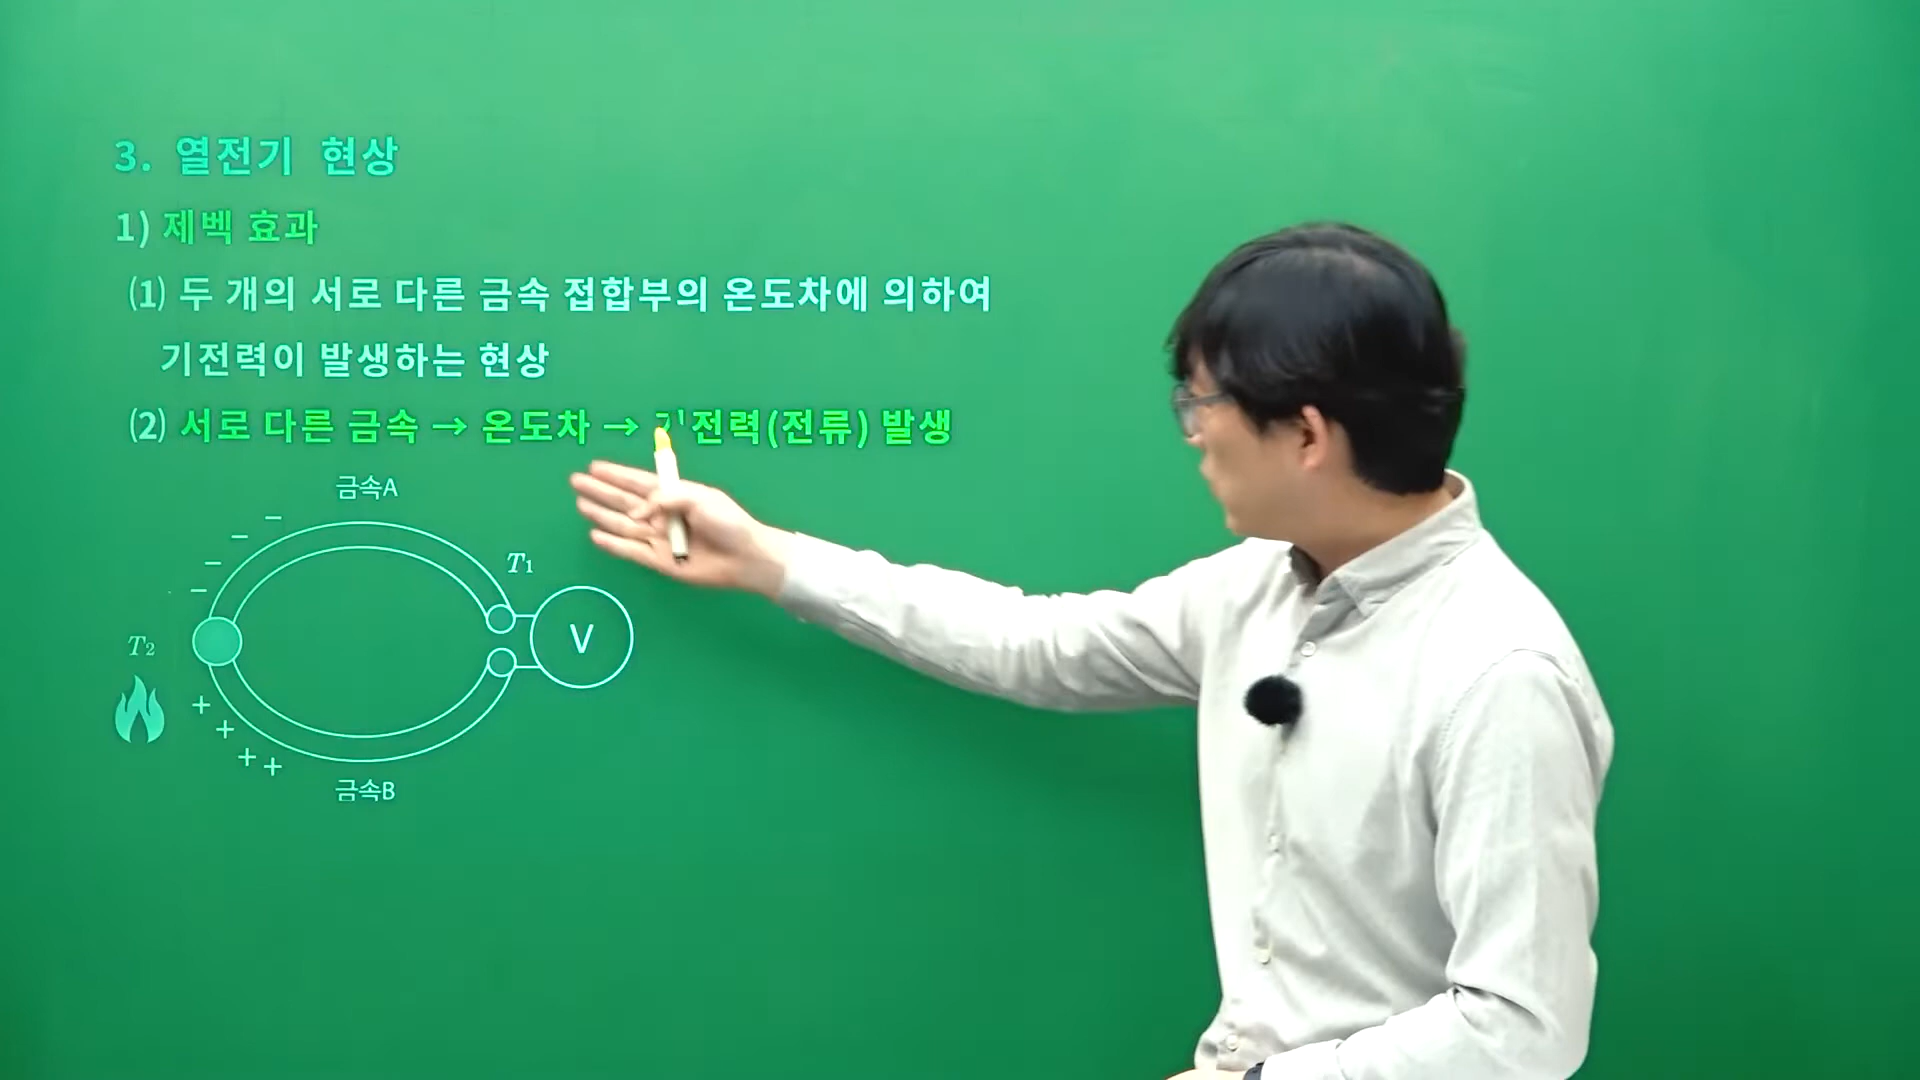 3. 열전기 현상
1) 제벡 효과
(1) 두 개의 서로 다른 금속 접합부의 온도차에 의하여
기전력이 발생하는 현상
(2) 서로 다른 금속 → 온도차 → 기전력(전류) 발생
금속A
− − − −
T₁
V
T₂
+ + + +
금속B